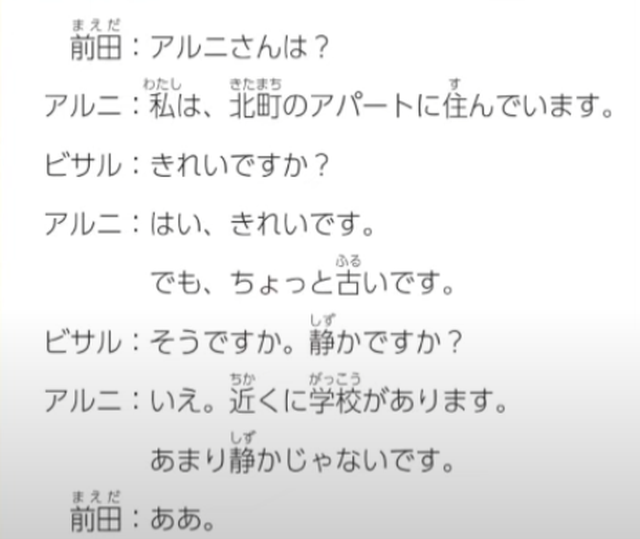 前田：アルニさんは？
アルニ：私は、北町のアパートに住んでいます。
ビサル：きれいですか？
アルニ：はい、きれいです。
でも、ちょっと古いです。
ビサル：そうですか。静かですか？
アルニ：いえ。近くに学校があります。
あまり静かじゃないです。
前田：ああ。